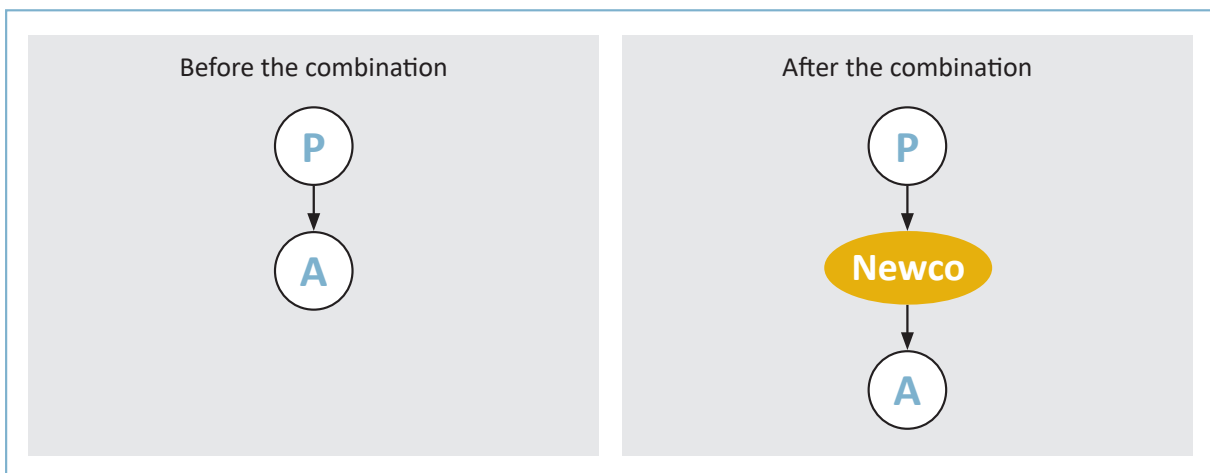 Before the combination
P
A
After the combination
P
Newco
A